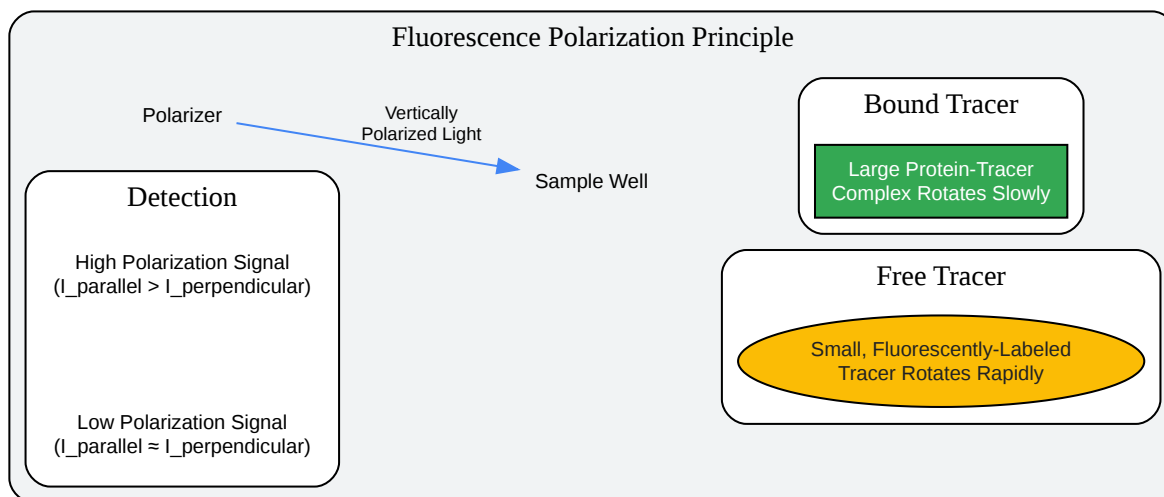 Fluorescence Polarization Principle
Polarizer
Vertically
Polarized Light
Sample Well
Detection
High Polarization Signal
(I_parallel > I_perpendicular)
Low Polarization Signal
(I_parallel ≈ I_perpendicular)
Bound Tracer
Large Protein-Tracer
Complex Rotates Slowly
Free Tracer
Small, Fluorescently-Labeled
Tracer Rotates Rapidly